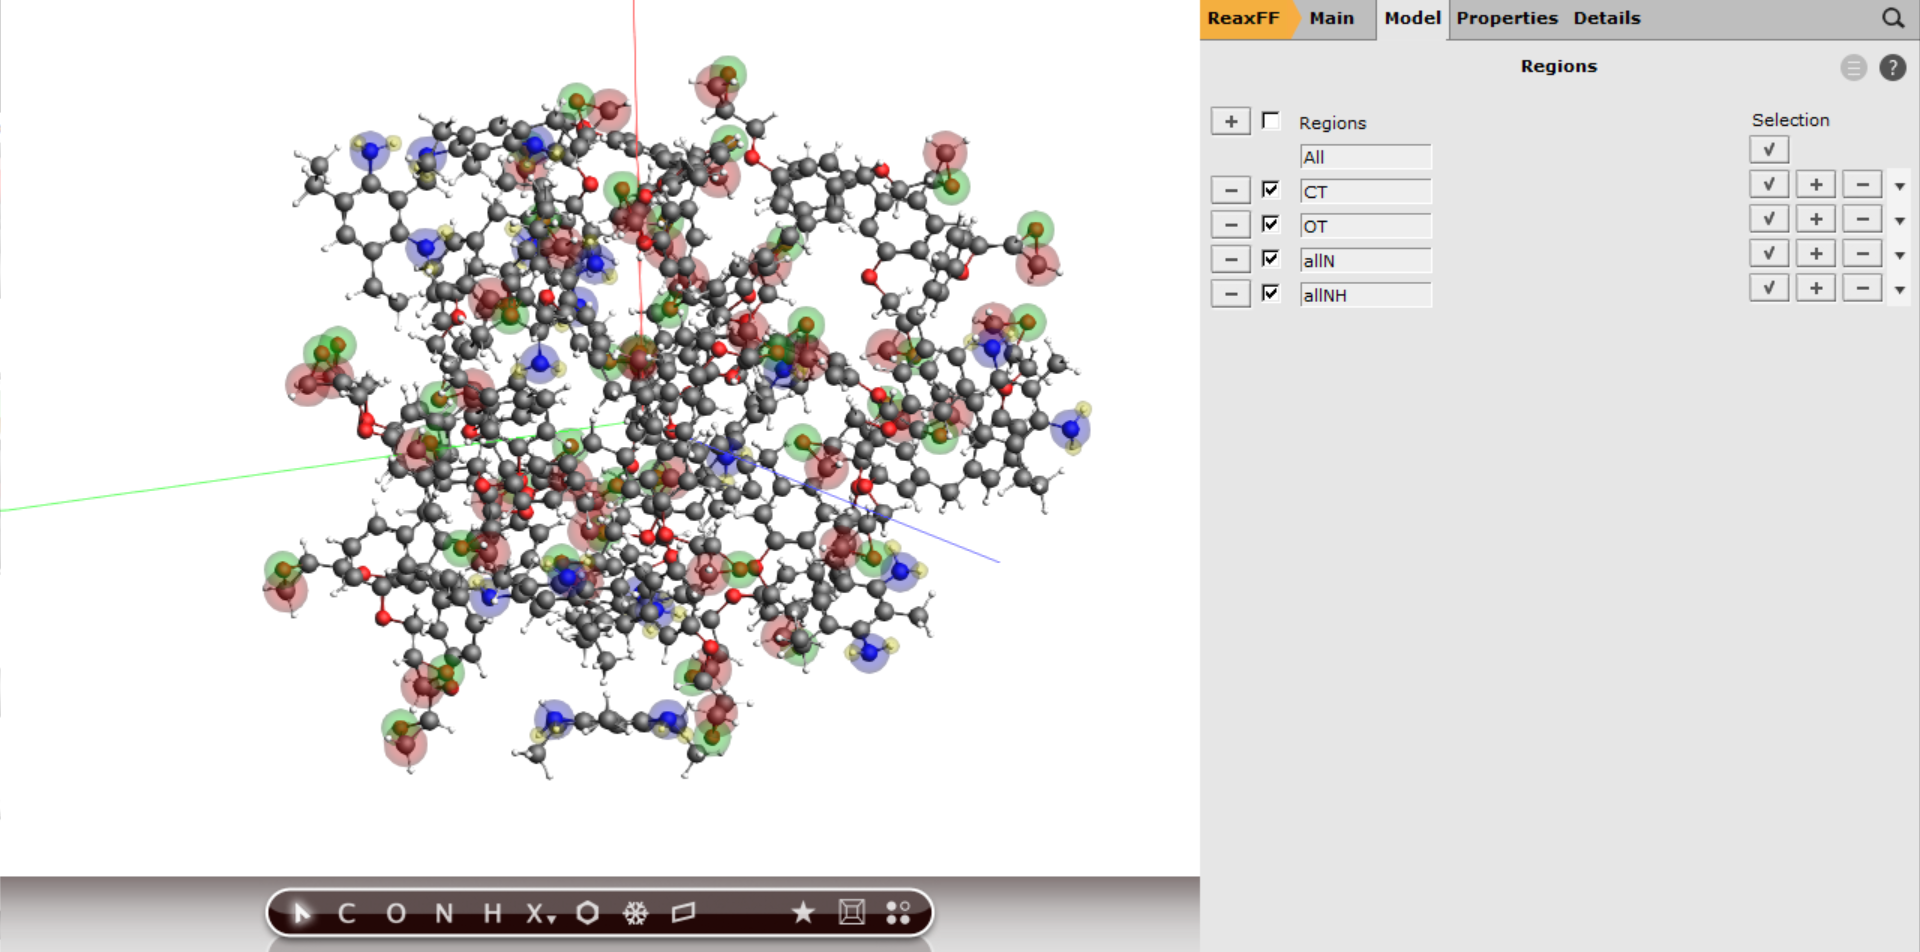 ReaxFF Main Model Properties Details
Regions
?
+ Regions Selection
All √
− CT √ + −
− OT √ + −
− allN √ + −
− allNH √ + −
C O N H X